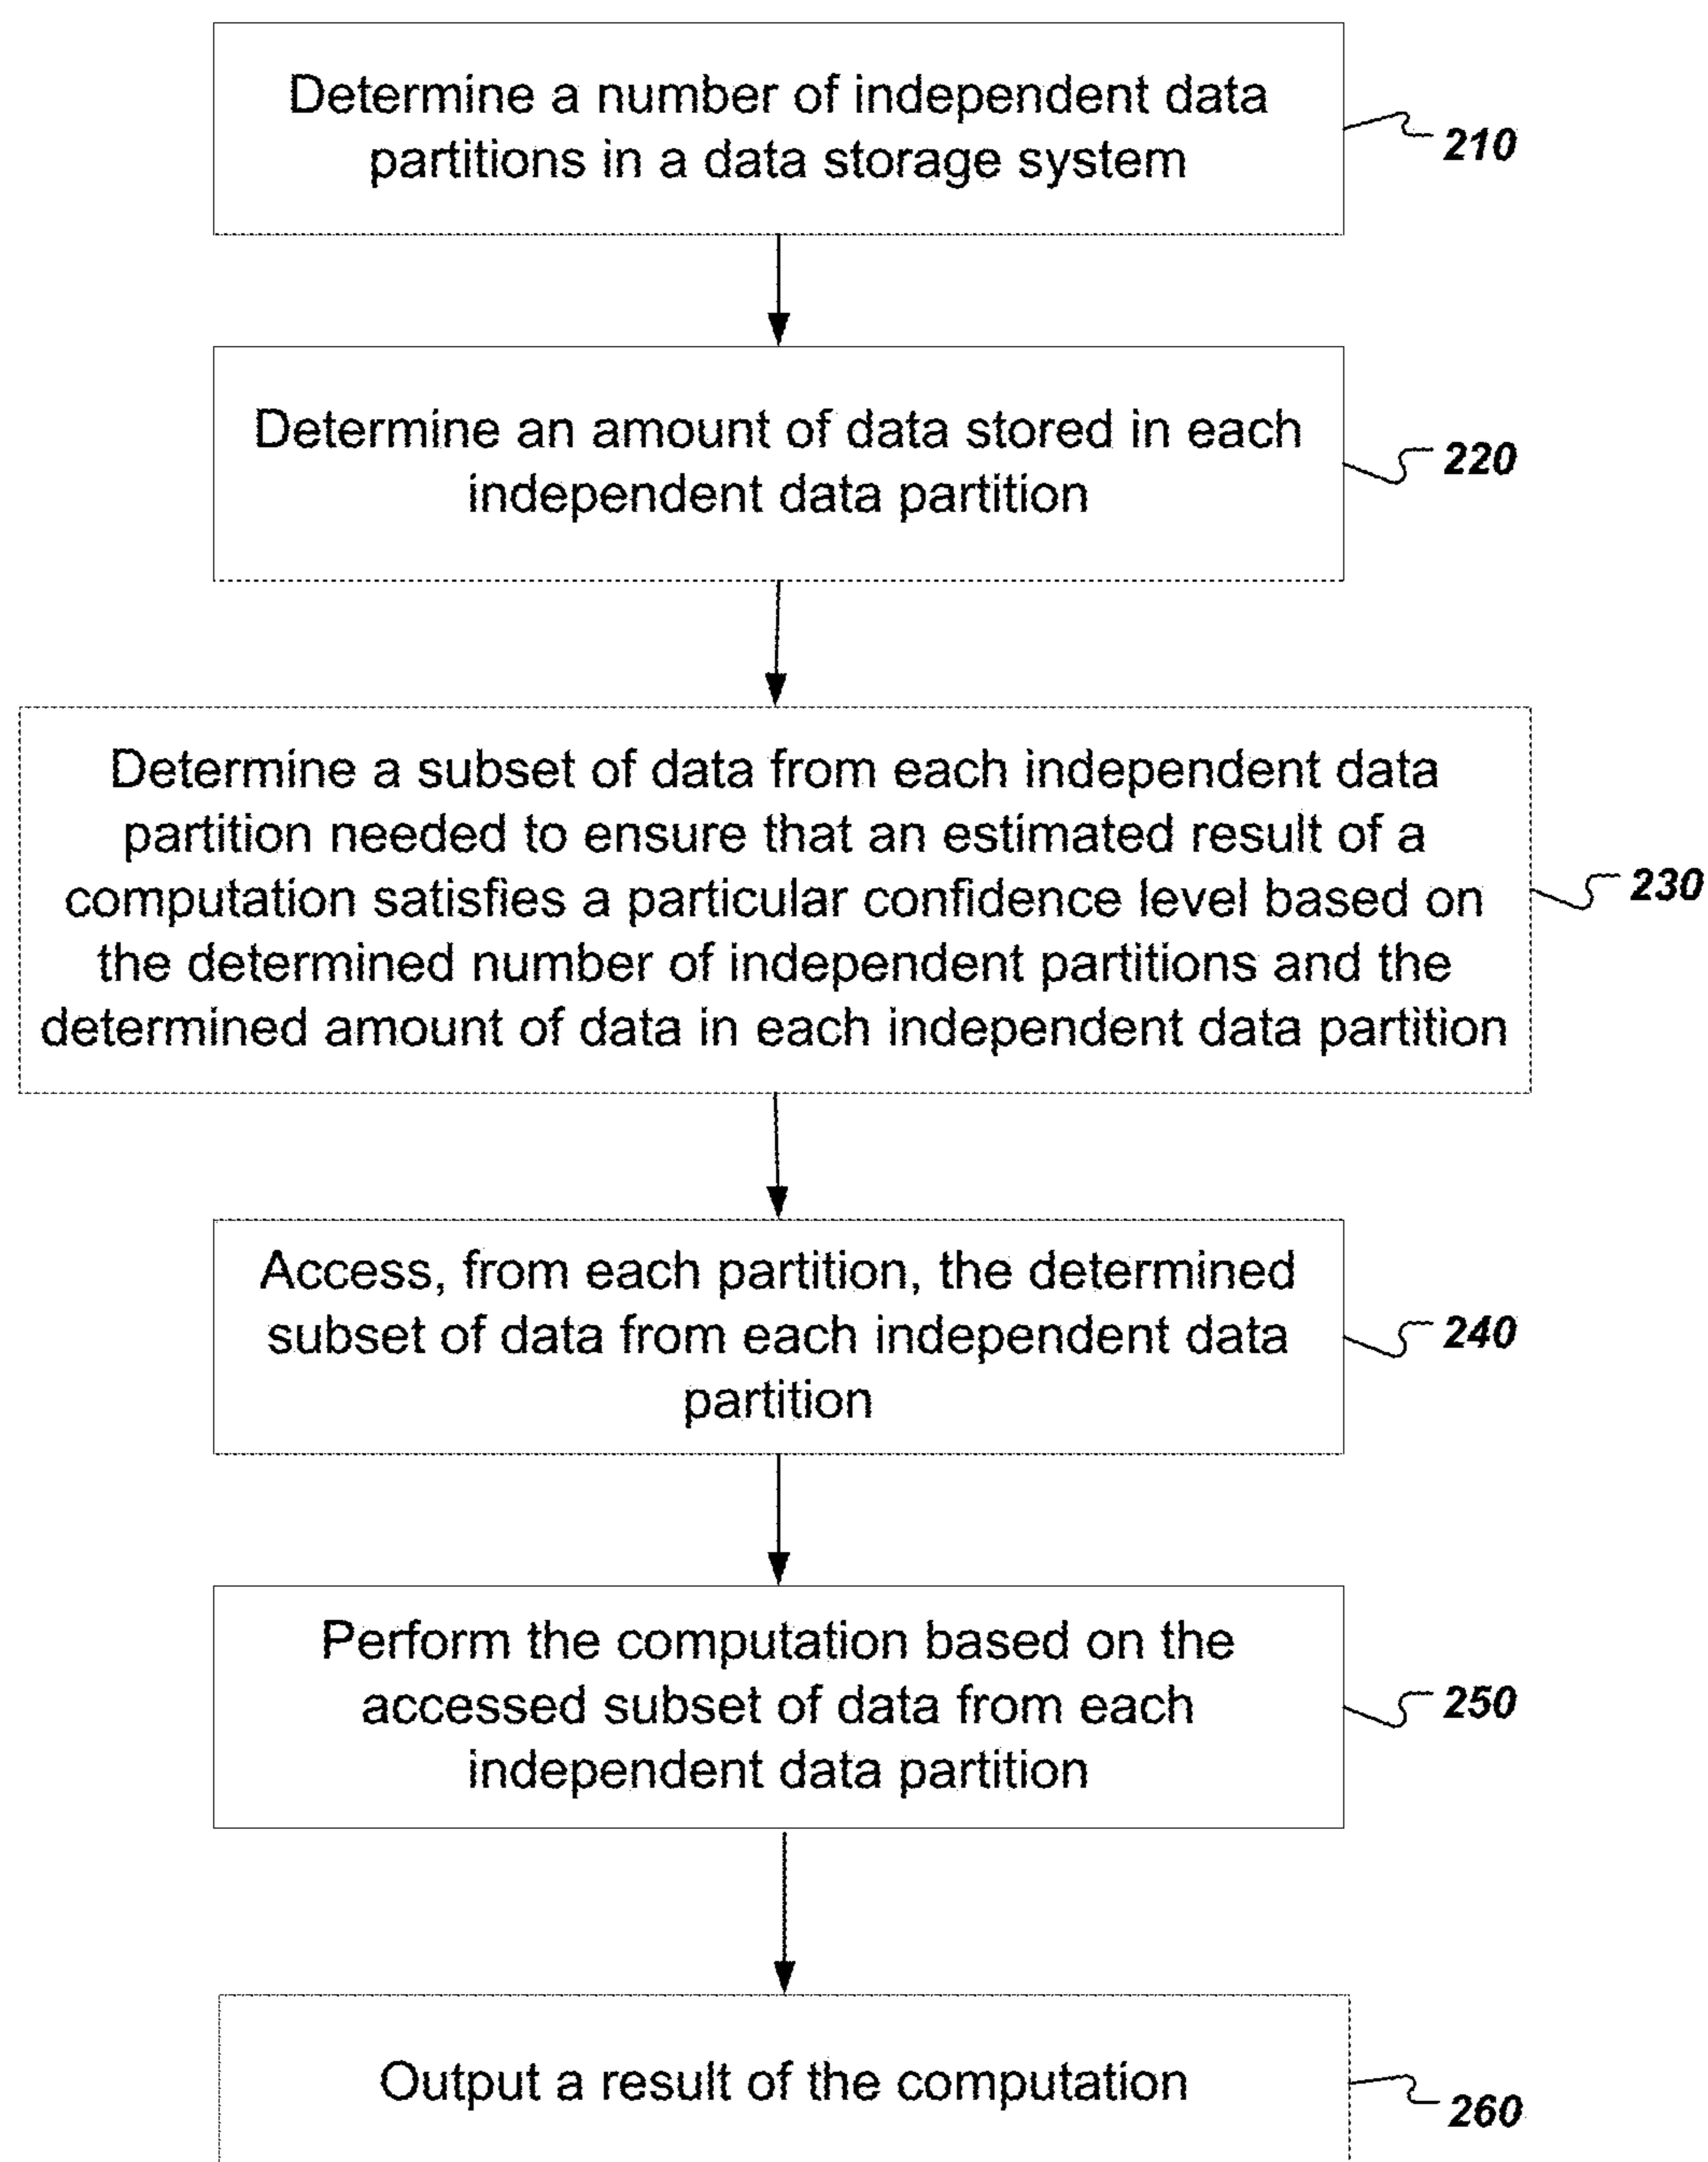 Determine a number of independent data
partitions in a data storage system
210
Determine an amount of data stored in each
independent data partition
220
Determine a subset of data from each independent data
partition needed to ensure that an estimated result of a
computation satisfies a particular confidence level based on
the determined number of independent partitions and the
determined amount of data in each independent data partition
230
Access, from each partition, the determined
subset of data from each independent data
partition
240
Perform the computation based on the
accessed subset of data from each
independent data partition
250
Output a result of the computation
260